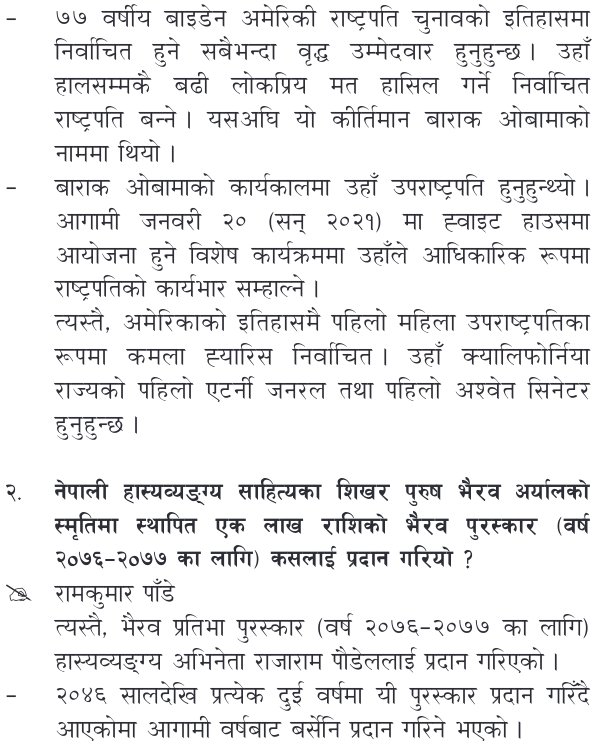 – ७७ वर्षीय बाइडेन अमेरिकी राष्ट्रपति चुनावको इतिहासमा
निर्वाचित हुने सबैभन्दा वृद्ध उम्मेदवार हुनुहुन्छ । उहाँ
हालसम्मकै बढी लोकप्रिय मत हासिल गर्ने निर्वाचित
राष्ट्रपति बन्ने । यसअघि यो कीर्तिमान बाराक ओबामाको
नाममा थियो ।
– बाराक ओबामाको कार्यकालमा उहाँ उपराष्ट्रपति हुनुहुन्थ्यो ।
आगामी जनवरी २० (सन् २०२१) मा ह्वाइट हाउसमा
आयोजना हुने विशेष कार्यक्रममा उहाँले आधिकारिक रूपमा
राष्ट्रपतिको कार्यभार सम्हाल्ने ।
त्यस्तै, अमेरिकाको इतिहासमै पहिलो महिला उपराष्ट्रपतिका
रूपमा कमला ह्यारिस निर्वाचित । उहाँ क्यालिफोर्निया
राज्यको पहिलो एटर्नी जनरल तथा पहिलो अश्वेत सिनेटर
हुनुहुन्छ ।
२. नेपाली हास्यव्यङ्ग्य साहित्यका शिखर पुरुष भैरव अर्यालको
स्मृतिमा स्थापित एक लाख राशिको भैरव पुरस्कार (वर्ष
२०७६–२०७७ का लागि) कसलाई प्रदान गरियो ?
रामकुमार पाँडे
त्यस्तै, भैरव प्रतिभा पुरस्कार (वर्ष २०७६–२०७७ का लागि)
हास्यव्यङ्ग्य अभिनेता राजाराम पौडेललाई प्रदान गरिएको ।
– २०४६ सालदेखि प्रत्येक दुई वर्षमा यी पुरस्कार प्रदान गरिँदै
आएकोमा आगामी वर्षबाट बर्सेनि प्रदान गरिने भएको ।